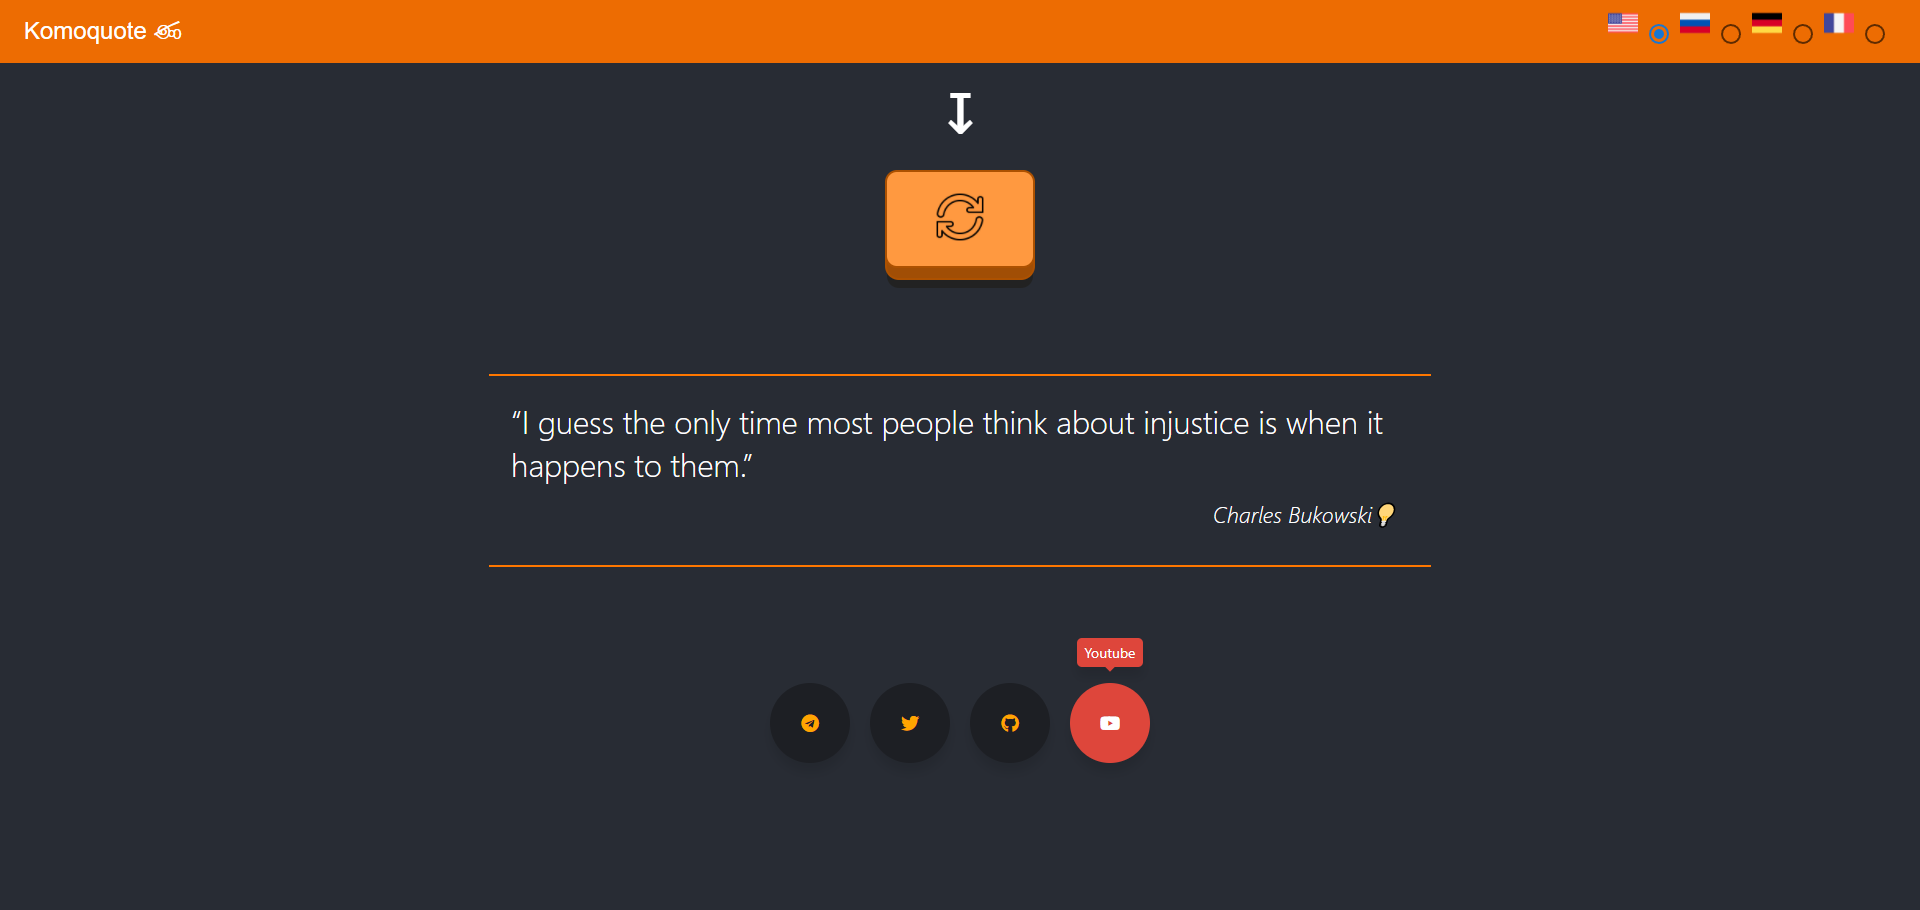 Komoquote
“I guess the only time most people think about injustice is when it
happens to them.”
Charles Bukowski
Youtube